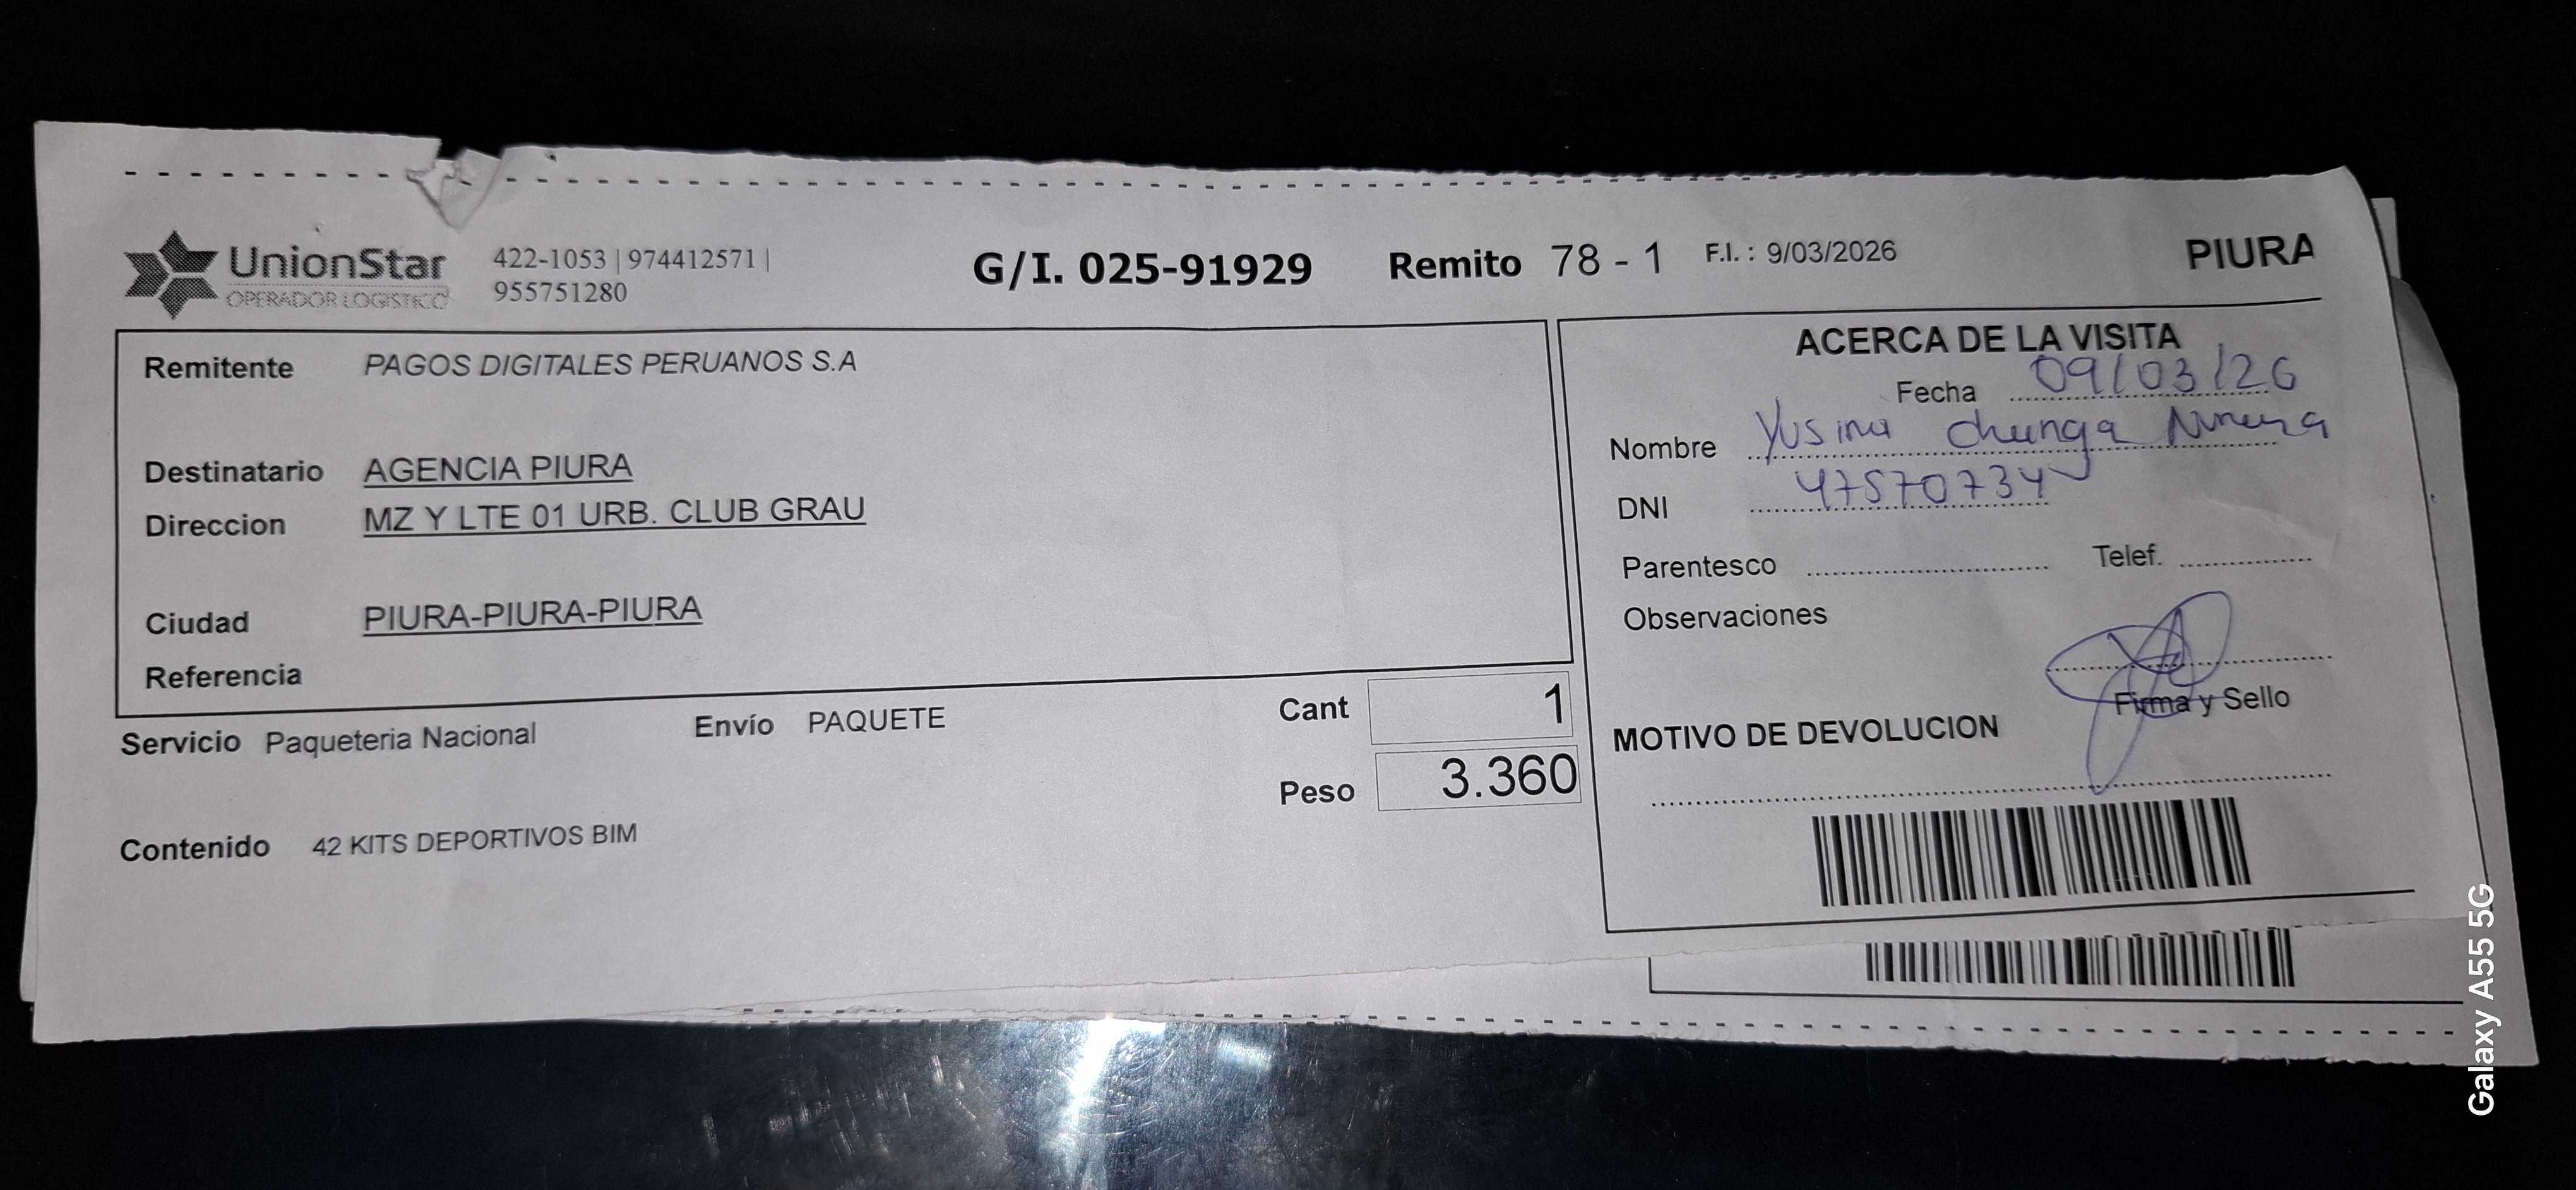 UnionStar
OPERADOR LOGISTICO
422-1053 | 974412571 |
955751280
G/I. 025-91929
Remito 78 - 1
F.I. : 9/03/2026
PIURA
Remitente PAGOS DIGITALES PERUANOS S.A
Destinatario AGENCIA PIURA
Direccion MZ Y LTE 01 URB. CLUB GRAU
Ciudad PIURA-PIURA-PIURA
Referencia
Servicio Paqueteria Nacional
Envío PAQUETE
Cant 1
Peso 3.360
Contenido 42 KITS DEPORTIVOS BIM
ACERCA DE LA VISITA
Fecha 09/03/26
Nombre chunga
DNI 47570734
Parentesco
Telef.
Observaciones
Firma y Sello
MOTIVO DE DEVOLUCION
Galaxy A55 5G